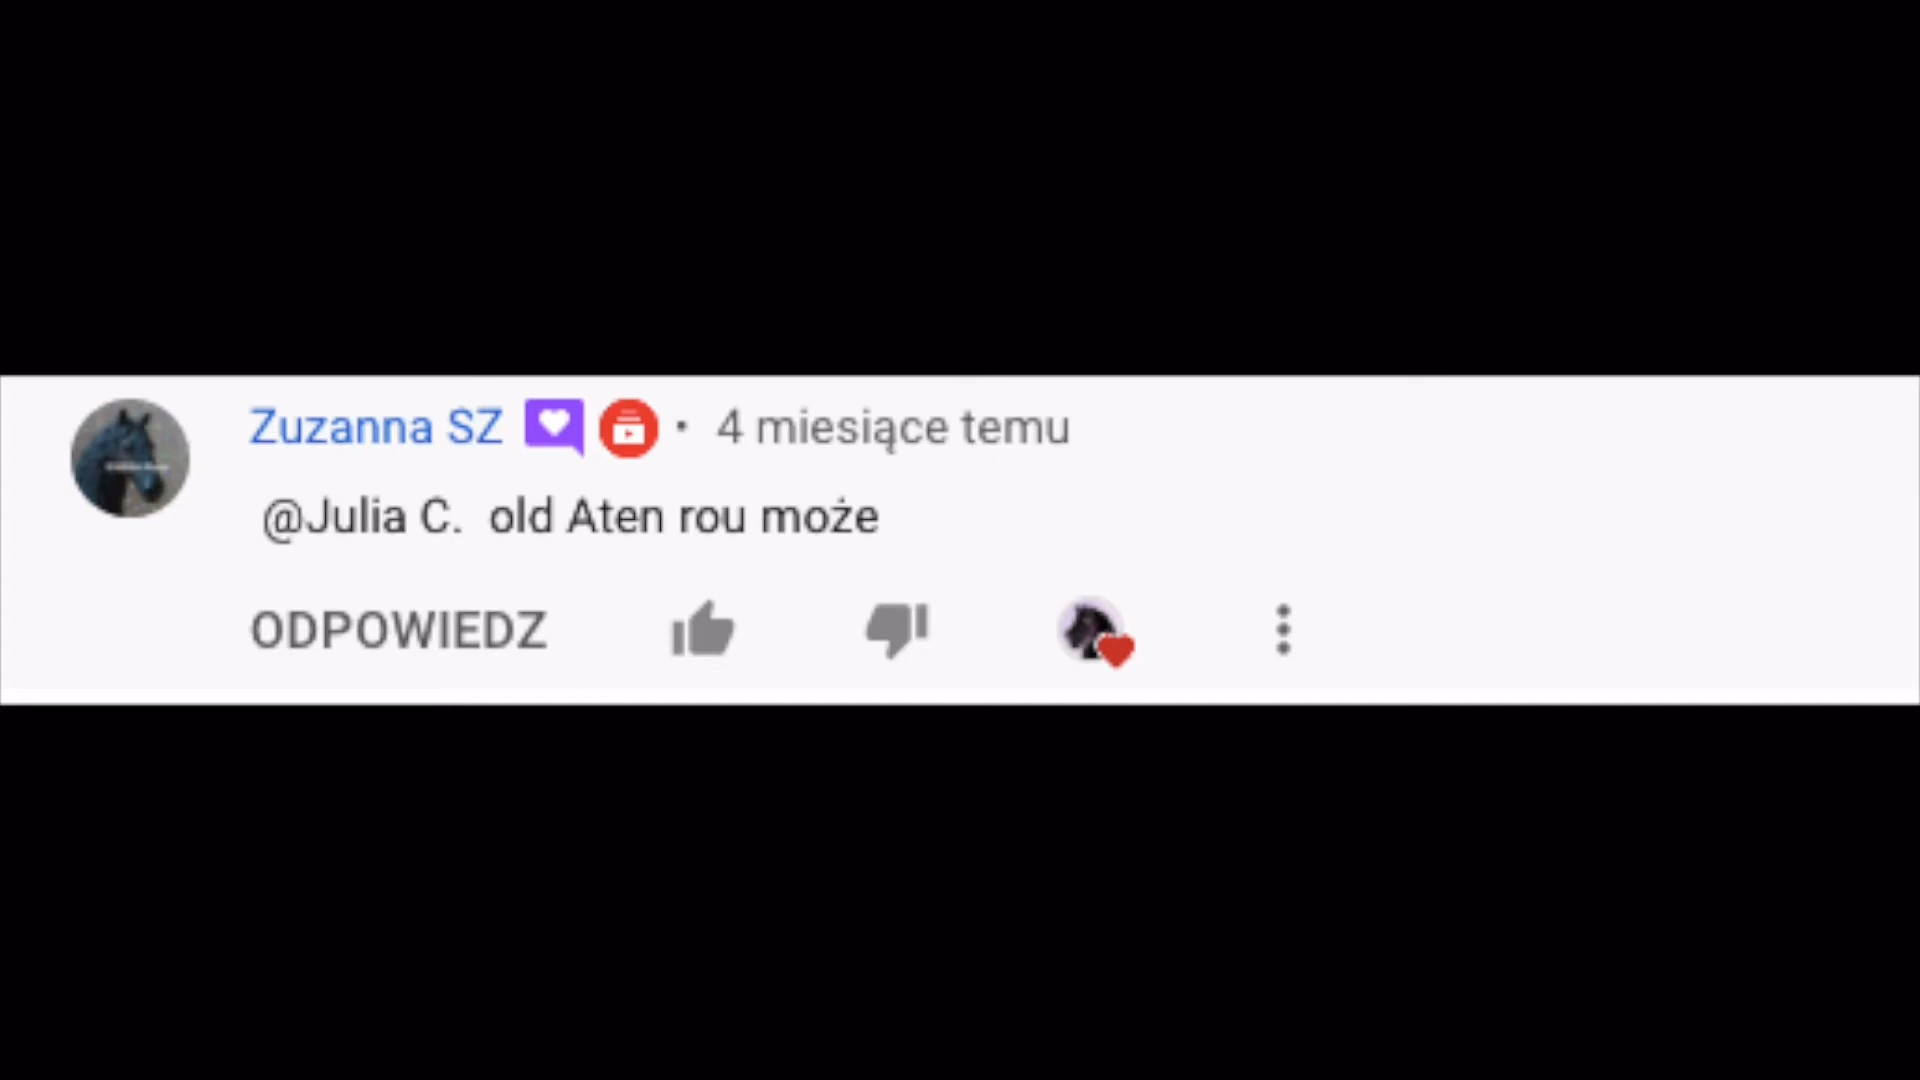 Zuzanna SZ • 4 miesiące temu
@Julia C. old Aten rou może
ODPOWIEDZ